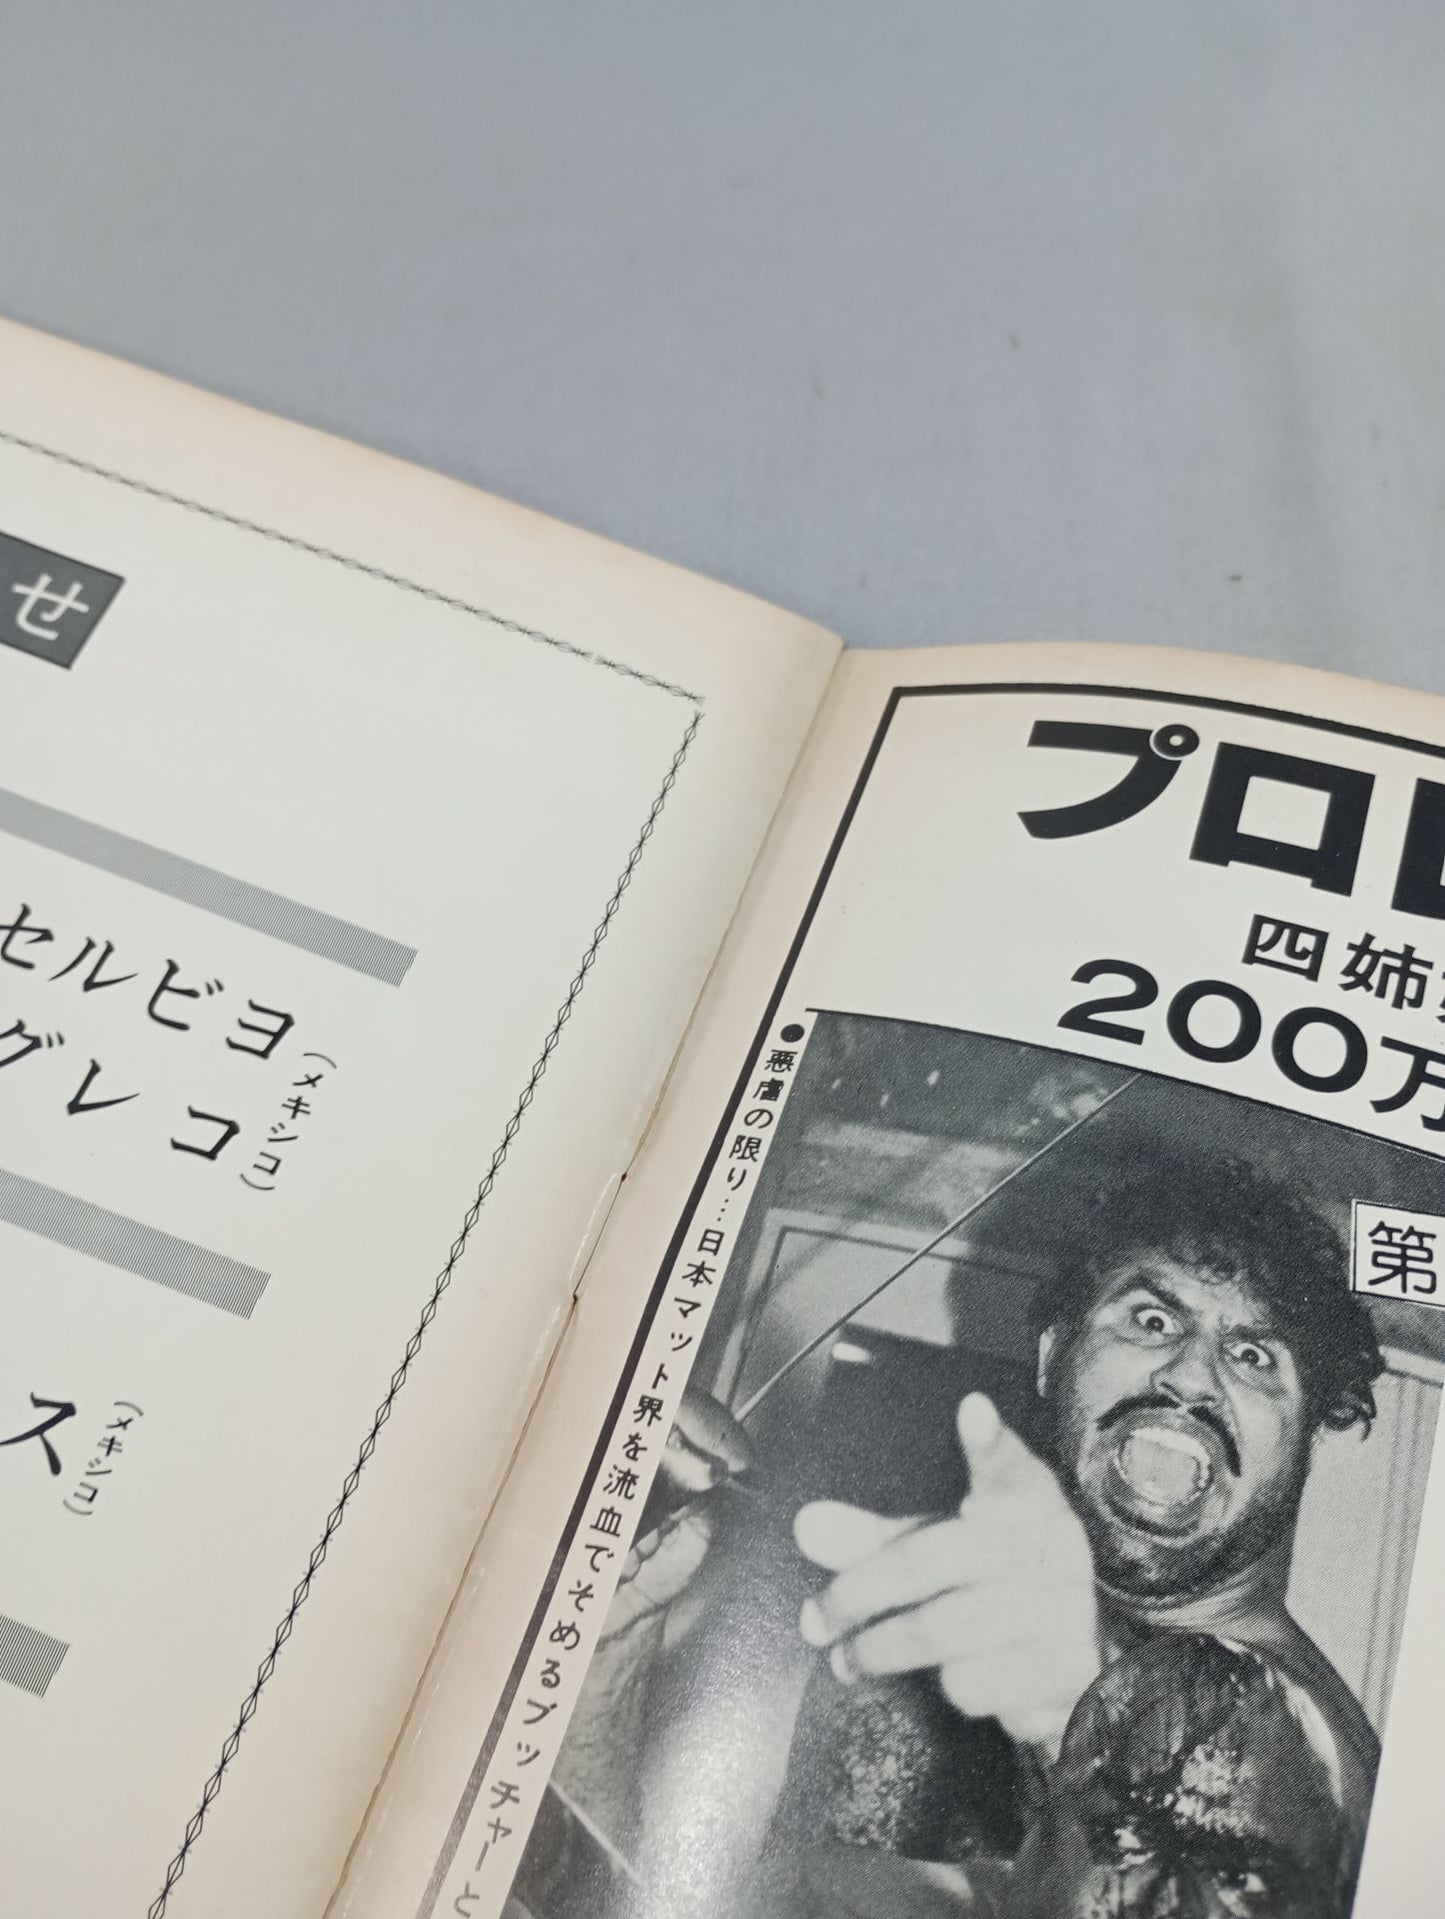 せ
セルビヨ
グレコ
(メキシコ)
ス
(メキシコ)
プロレ
四姉
200万
第
●悪虐の限り…日本マット界を流血でそめるブッチャーと